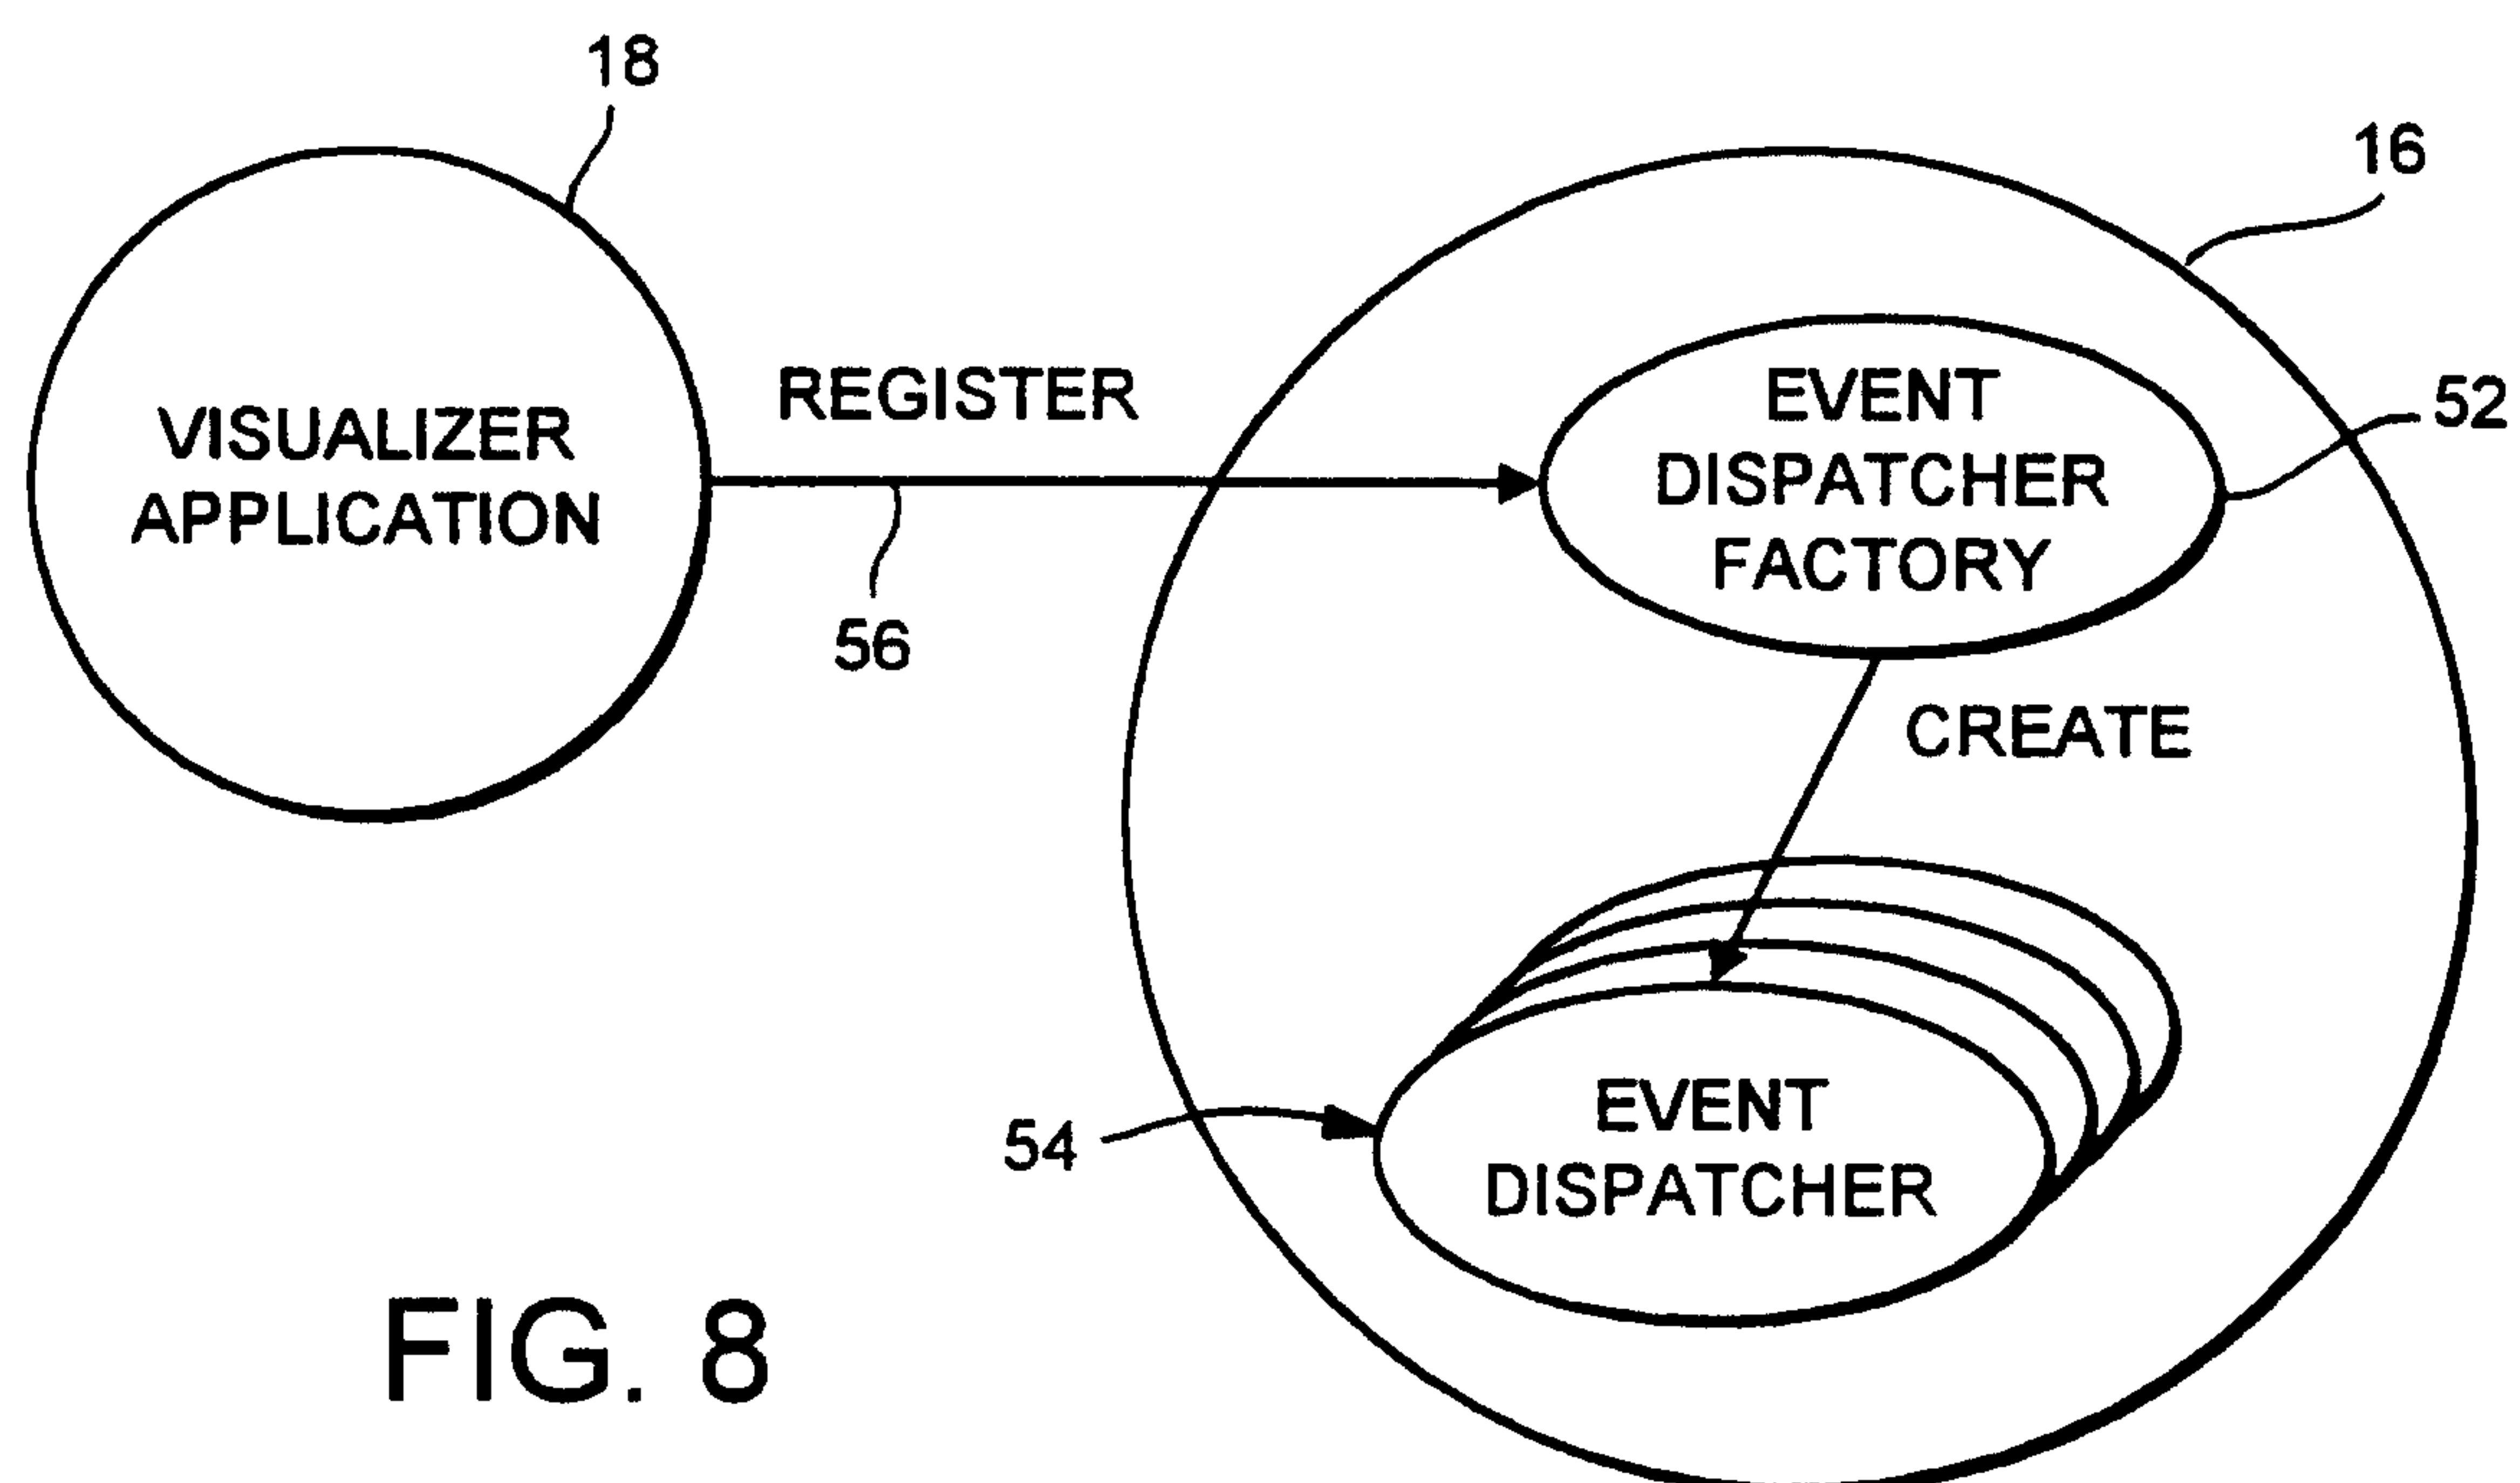 18
16
VISUALIZER
APPLICATION
REGISTER
56
EVENT
DISPATCHER
FACTORY
52
CREATE
54
EVENT
DISPATCHER
FIG. 8